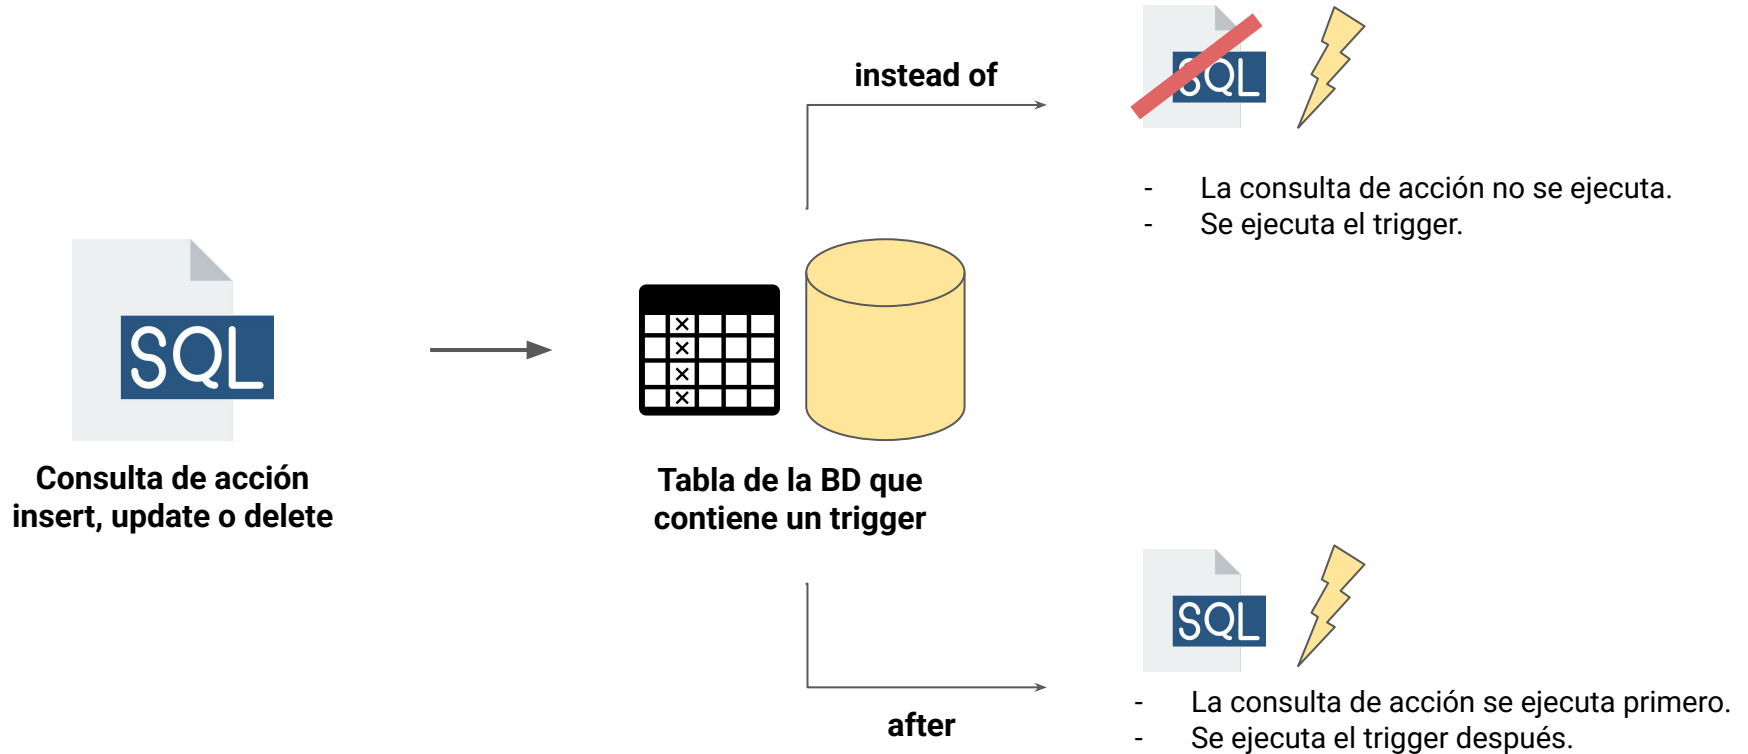 instead of
SQL
- La consulta de acción no se ejecuta.
- Se ejecuta el trigger.
SQL
Consulta de acción
insert, update o delete
Tabla de la BD que
contiene un trigger
SQL
after
- La consulta de acción se ejecuta primero.
- Se ejecuta el trigger después.